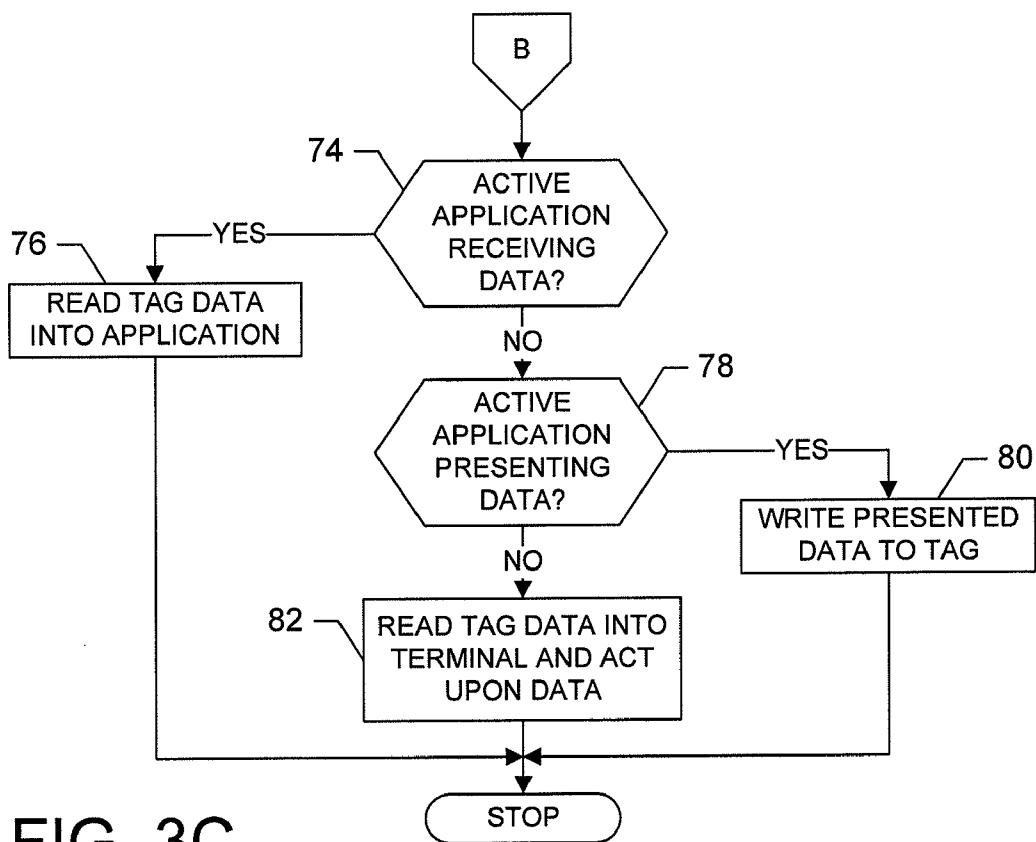 B
74
ACTIVE
APPLICATION
RECEIVING
DATA?
YES
76
READ TAG DATA
INTO APPLICATION
NO
78
ACTIVE
APPLICATION
PRESENTING
DATA?
YES
80
WRITE PRESENTED
DATA TO TAG
NO
82
READ TAG DATA INTO
TERMINAL AND ACT
UPON DATA
STOP
FIG. 3C